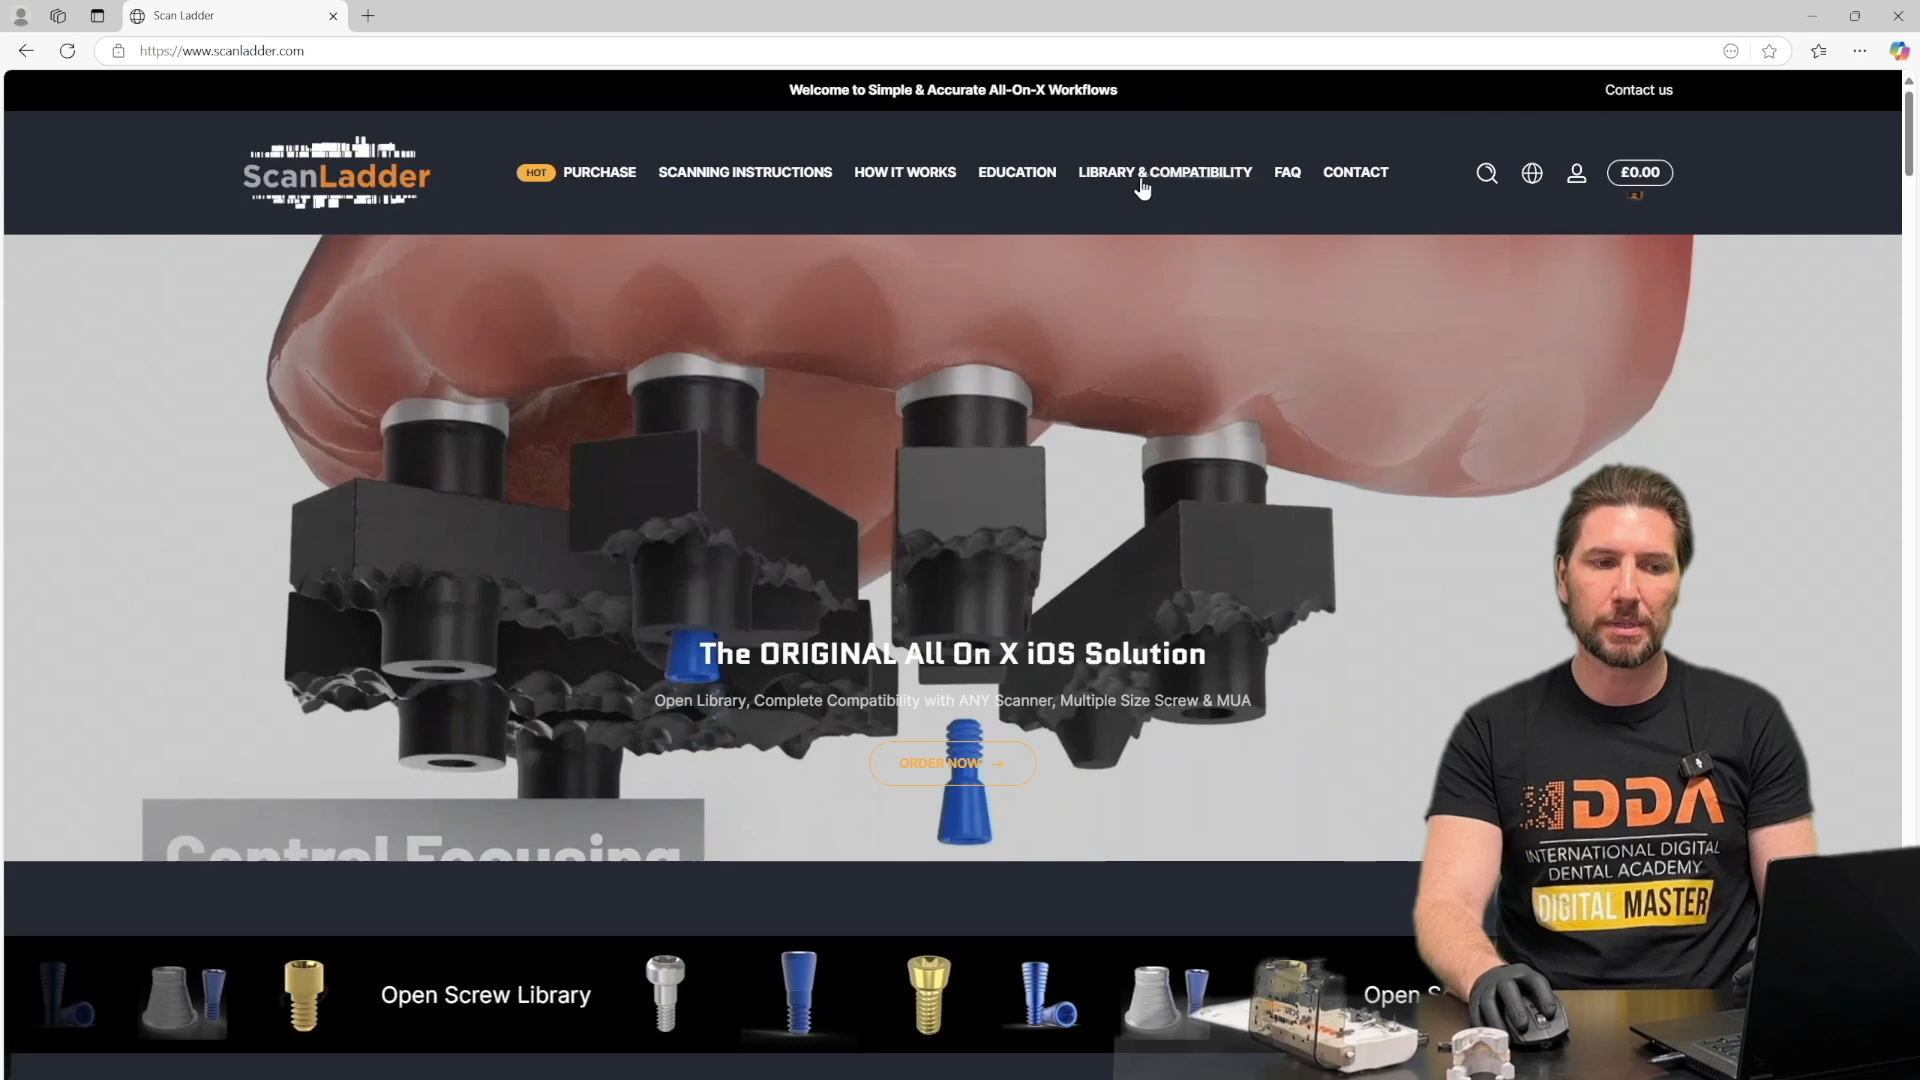 Scan Ladder
https://www.scanladder.com
Welcome to Simple & Accurate All-On-X Workflows
Contact us
ScanLadder
HOT PURCHASE SCANNING INSTRUCTIONS HOW IT WORKS EDUCATION LIBRARY & COMPATIBILITY FAQ CONTACT
£0.00
The ORIGINAL All On X iOS Solution
Open Library, Complete Compatibility with ANY Scanner, Multiple Size Screw & MUA
ORDER NOW →
Central Focusing
Open Screw Library
Open
IDDA
INTERNATIONAL DIGITAL
DENTAL ACADEMY
DIGITAL MASTER